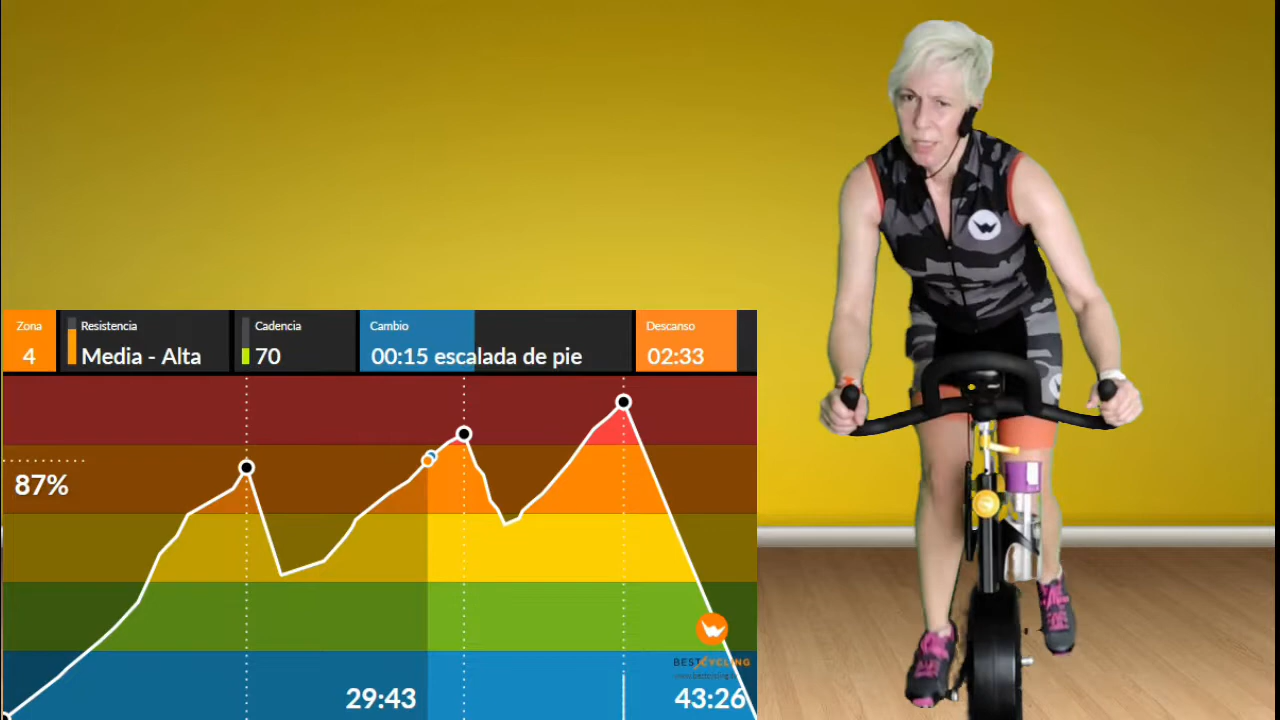 Zona
4
Resistencia
Media - Alta
Cadencia
70
Cambio
00:15 escalada de pie
Descanso
02:33
87%
BESTCYCLING
29:43
43:26